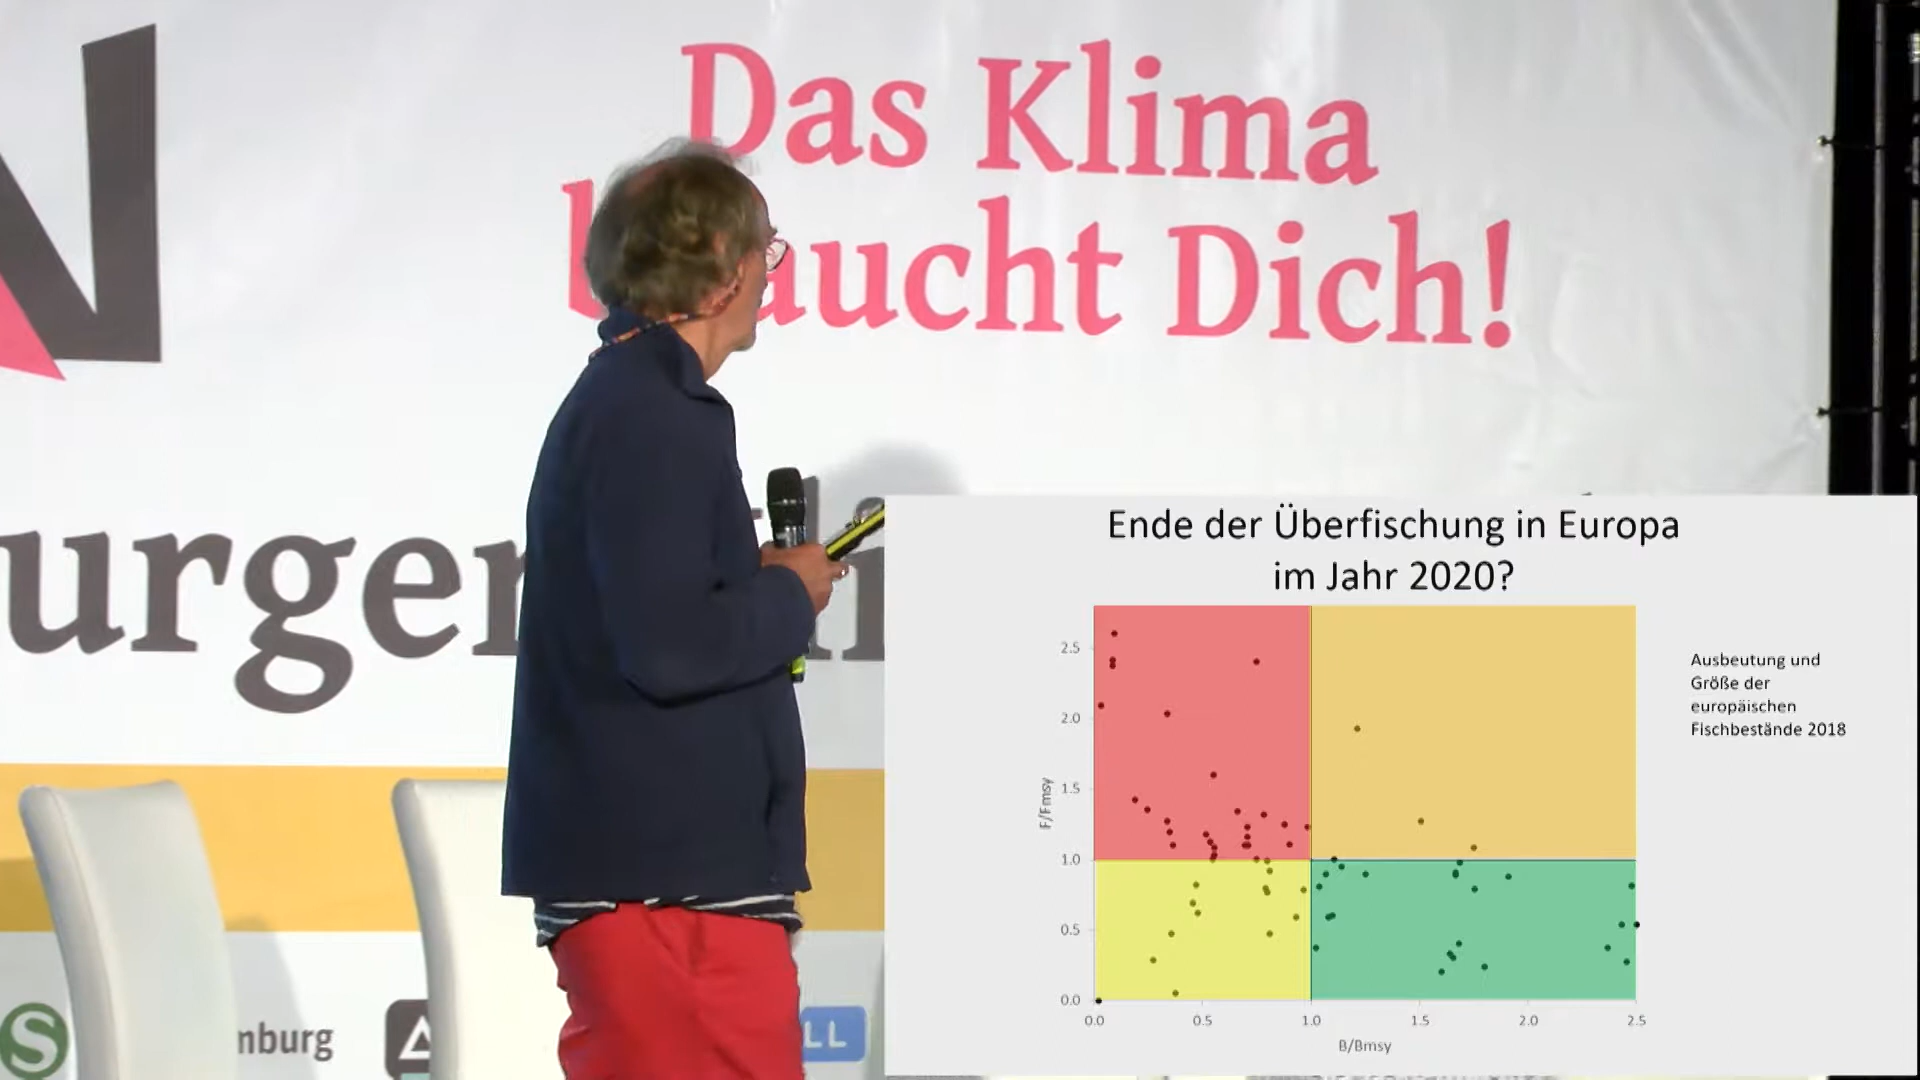 Das Klima
aucht Dich!
urgen
Ende der Überfischung in Europa
im Jahr 2020?
Ausbeutung und
Größe der
europäischen
Fischbestände 2018
F/Fmsy
2.5
2.0
1.5
1.0
0.5
0.0
0.0 0.5 1.0 1.5 2.0 2.5
B/Bmsy
S
mburg
LL